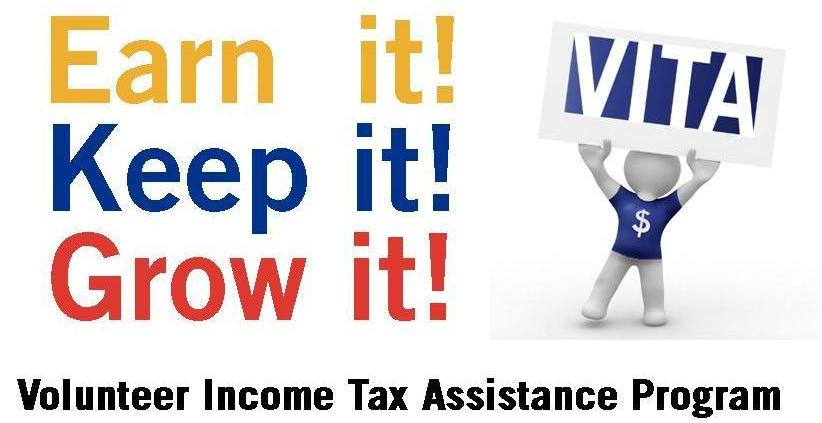 Earn it!
Keep it!
Grow it!
VITA
$
Volunteer Income Tax Assistance Program